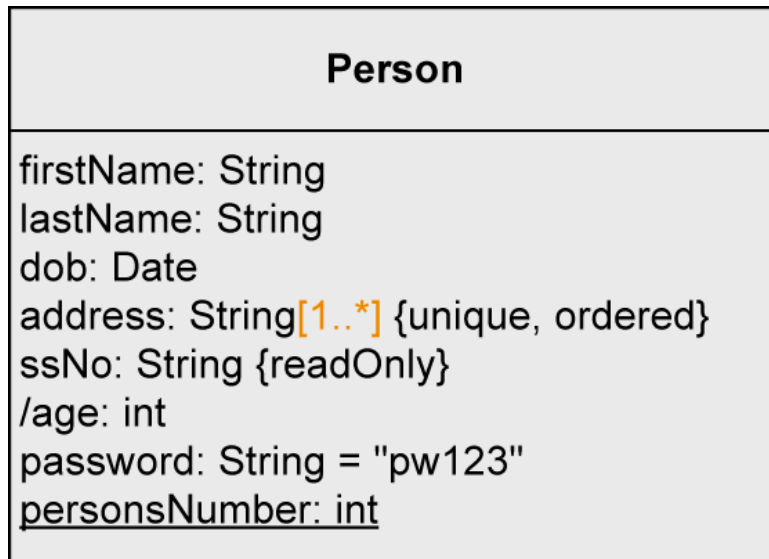 Person
firstName: String
lastName: String
dob: Date
address: String[1..*] {unique, ordered}
ssNo: String {readOnly}
/age: int
password: String = "pw123"
personsNumber: int